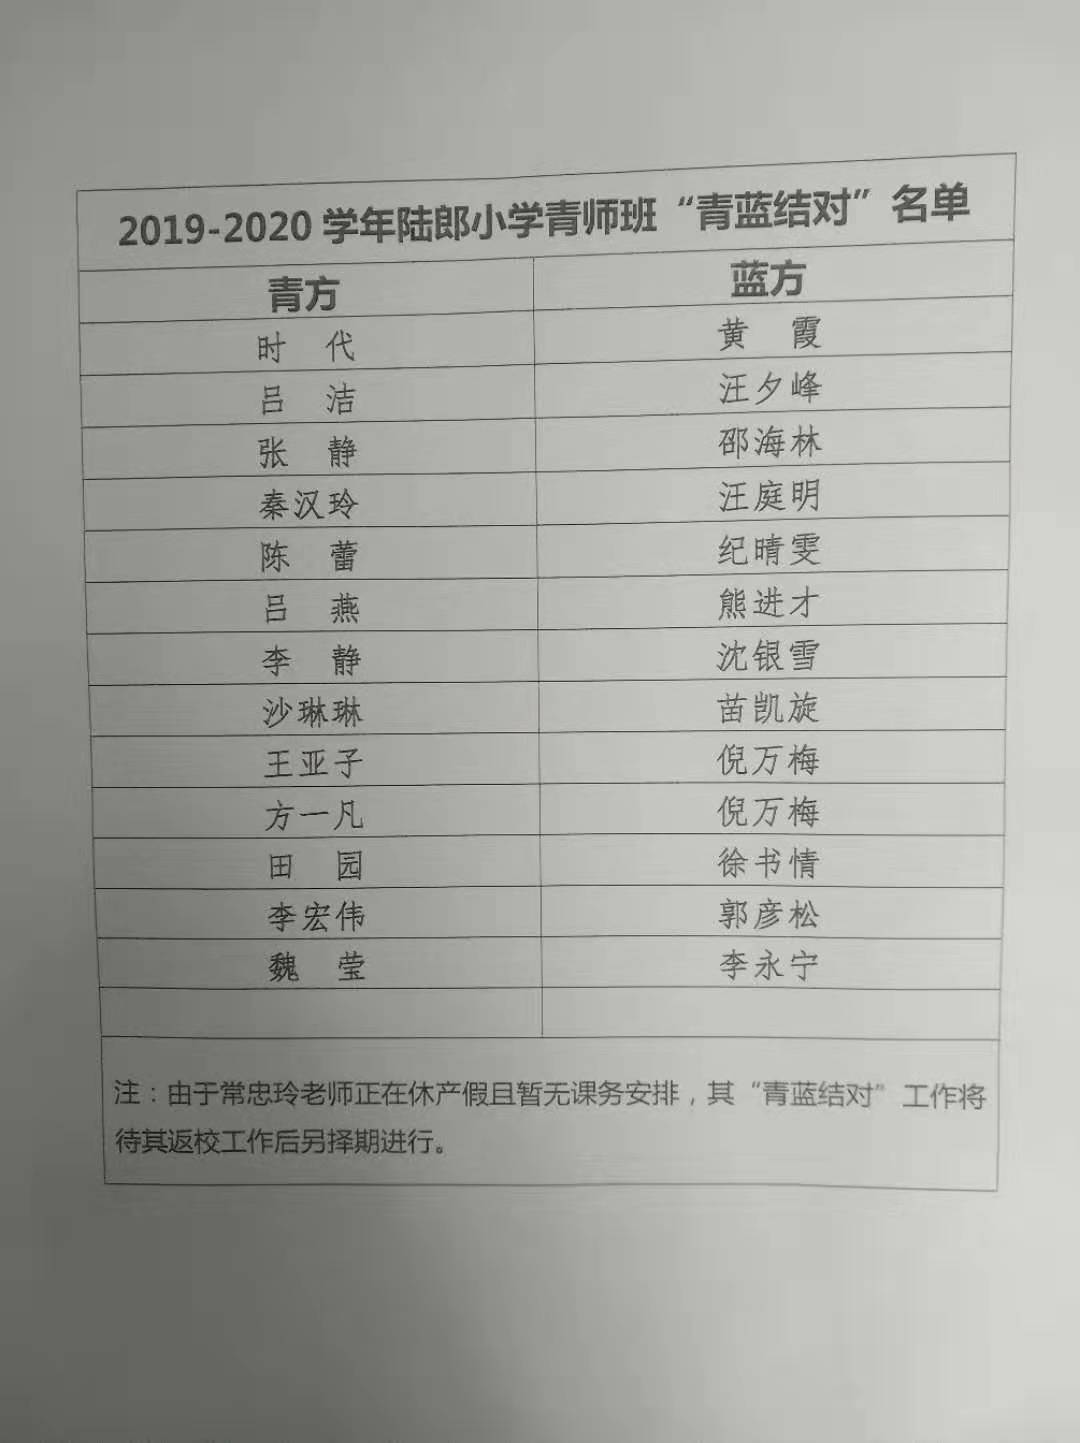 2019-2020 学年陆郎小学青师班“青蓝结对”名单
青方 蓝方
时 代 黄 霞
吕 洁 汪夕峰
张 静 邵海林
秦汉玲 汪庭明
陈 蕾 纪晴雯
吕 燕 熊进才
李 静 沈银雪
沙琳琳 苗凯旋
王亚子 倪万梅
方一凡 倪万梅
田 园 徐书情
李宏伟 郭彦松
魏 莹 李永宁
注：由于常忠玲老师正在休产假且暂无课务安排，其“青蓝结对”工作将
待其返校工作后另择期进行。